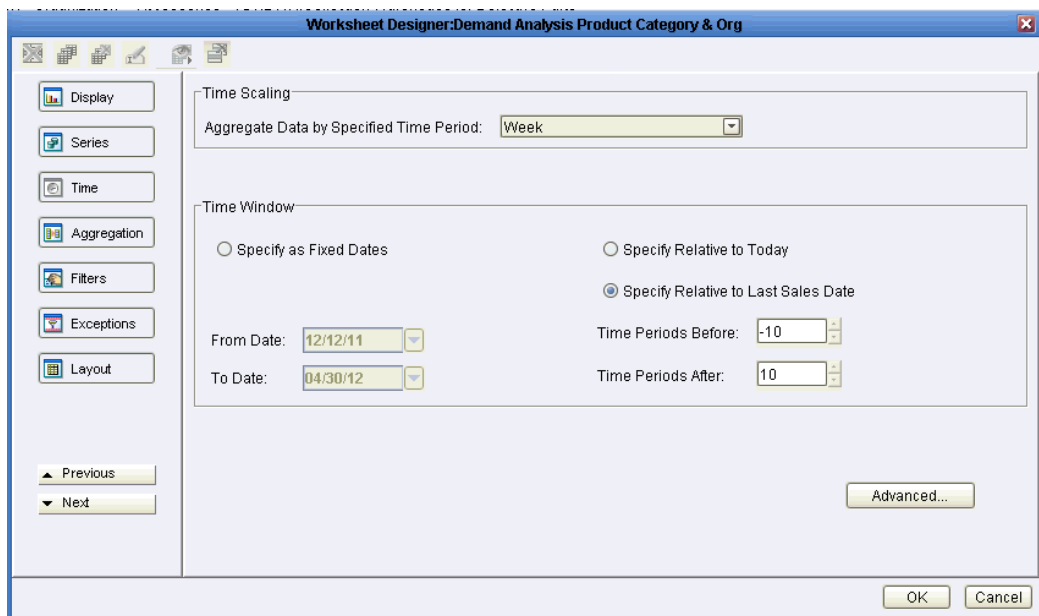 Worksheet Designer:Demand Analysis Product Category & Org
Display
Series
Time
Aggregation
Filters
Exceptions
Layout
Previous
Next
Time Scaling
Aggregate Data by Specified Time Period: Week
Time Window
Specify as Fixed Dates
Specify Relative to Today
Specify Relative to Last Sales Date
From Date: 12/12/11
Time Periods Before: -10
To Date: 04/30/12
Time Periods After: 10
Advanced...
OK Cancel